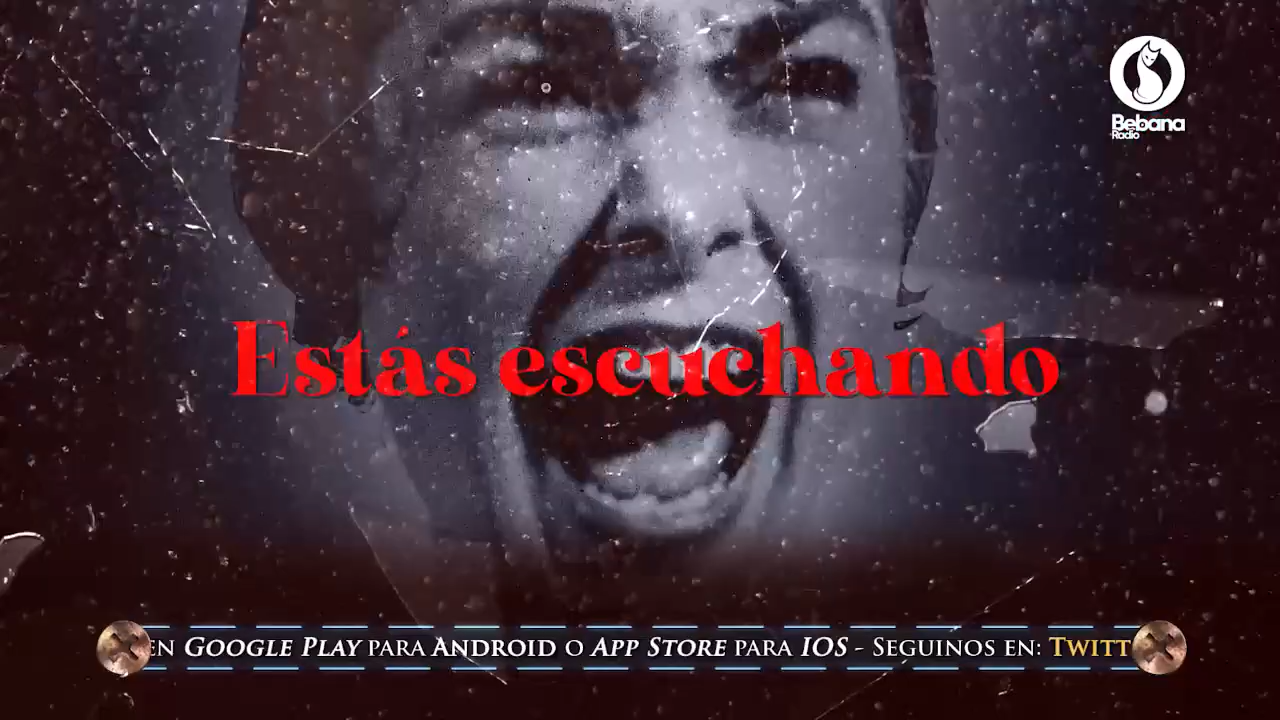 Bebana
Radio
Estás escuchando
EN GOOGLE PLAY PARA ANDROID O APP STORE PARA IOS - SEGUINOS EN: TWITT